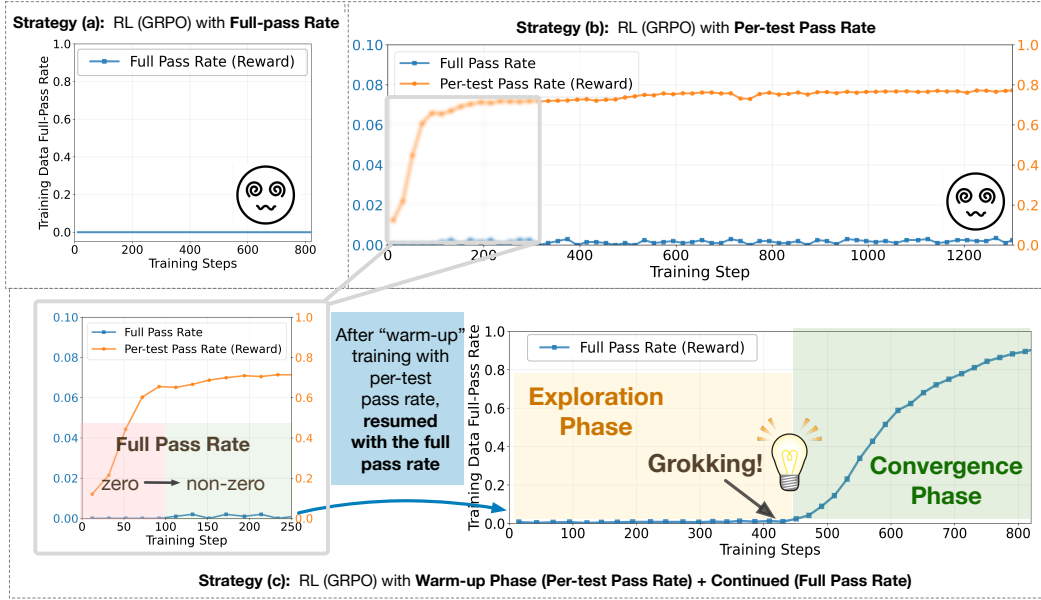 Strategy (a): RL (GRPO) with Full-pass Rate
Training Data Full-Pass Rate
1.0
0.8
0.6
0.4
0.2
0.0
Full Pass Rate (Reward)
0
200
400
600
800
Training Steps
Strategy (b): RL (GRPO) with Per-test Pass Rate
0.10
0.08
0.06
0.04
0.02
0.00
Full Pass Rate
Per-test Pass Rate (Reward)
1.0
0.8
0.6
0.4
0.2
0.0
0
200
400
600
800
1000
1200
Training Step
0.10
0.08
0.06
0.04
0.02
0.00
Full Pass Rate
Per-test Pass Rate (Reward)
Full Pass Rate
zero
non-zero
1.0
0.8
0.6
0.4
0.2
0.0
0
50
100
150
200
250
Training Step
After “warm-up”
training with
per-test
pass rate,
resumed
with the full
pass rate
Training Data Full-Pass Rate
1.0
0.8
0.6
0.4
0.2
0.0
Full Pass Rate (Reward)
Exploration
Phase
Grokking!
Convergence
Phase
0
100
200
300
400
500
600
700
800
Training Steps
Strategy (c): RL (GRPO) with Warm-up Phase (Per-test Pass Rate) + Continued (Full Pass Rate)